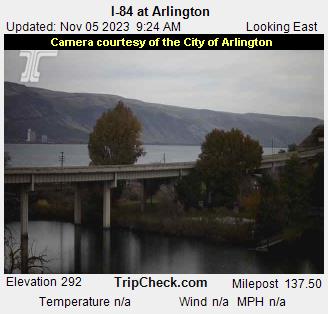 I-84 at Arlington
Updated: Nov 05 2023 9:24 AM Looking East
Camera courtesy of the City of Arlington
Elevation 292 TripCheck.com Milepost 137.50
Temperature n/a Wind n/a MPH n/a